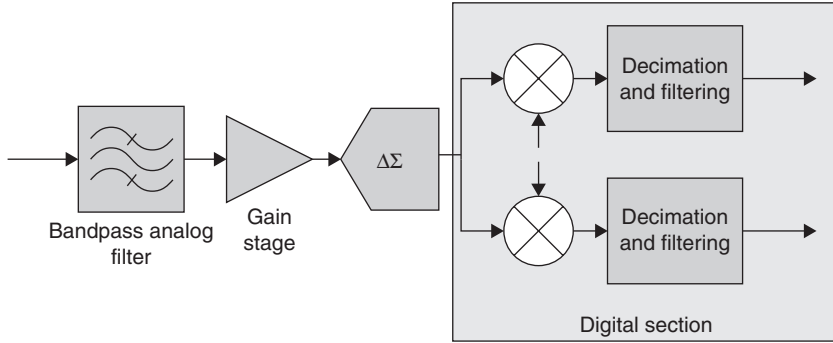 Bandpass analog
filter
Gain
stage
ΔΣ
Decimation
and filtering
Decimation
and filtering
Digital section